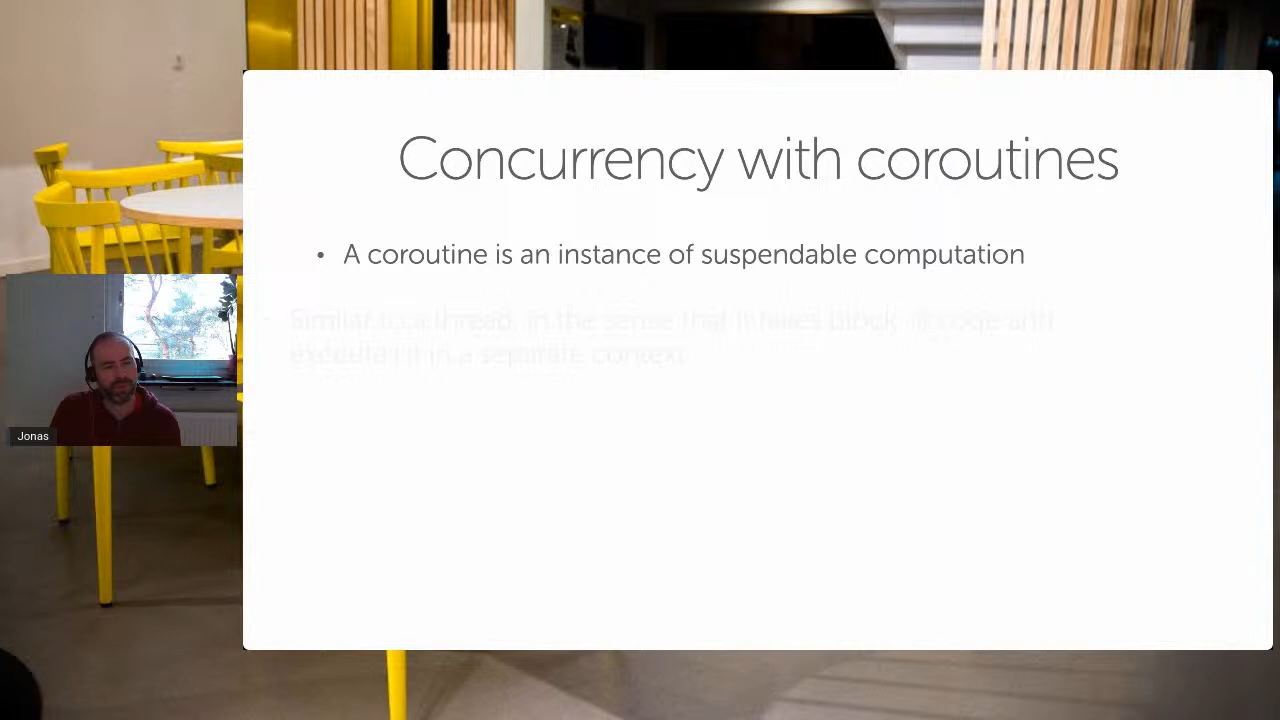 Concurrency with coroutines
• A coroutine is an instance of suspendable computation
Similar to a thread, in the sense that it takes block of code and
execute it in a separate context
Jonas